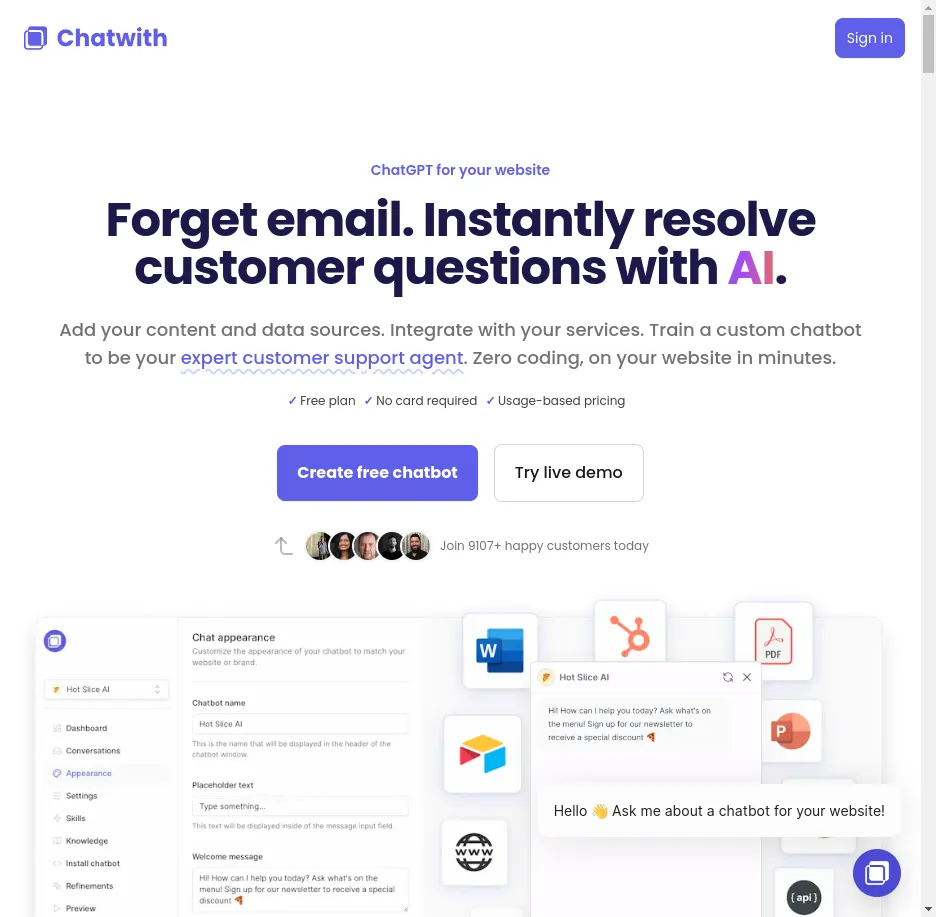 Chatwith
Sign in
ChatGPT for your website
Forget email. Instantly resolve
customer questions with AI.
Add your content and data sources. Integrate with your services. Train a custom chatbot
to be your expert customer support agent. Zero coding, on your website in minutes.
✓ Free plan ✓ No card required ✓ Usage-based pricing
Create free chatbot
Try live demo
Join 9107+ happy customers today
Hot Slice AI
Dashboard
Conversations
Appearance
Settings
Skills
Knowledge
Install chatbot
Refinements
Preview
Chat appearance
Customize the appearance of your chatbot to match your
website or brand.
Chatbot name
Hot Slice AI
This is the name that will be displayed in the header of the
chatbot window.
Placeholder text
Type something...
This text will be displayed inside of the message input field.
Welcome message
Hi! How can I help you today? Ask what's on the
menu! Sign up for our newsletter to receive a special
discount 🍕
W
PDF
P
WWW
{api}
Hot Slice AI
Hi! How can I help you today? Ask what's on
the menu! Sign up for our newsletter to
receive a special discount 🍕
Hello 👋 Ask me about a chatbot for your website!